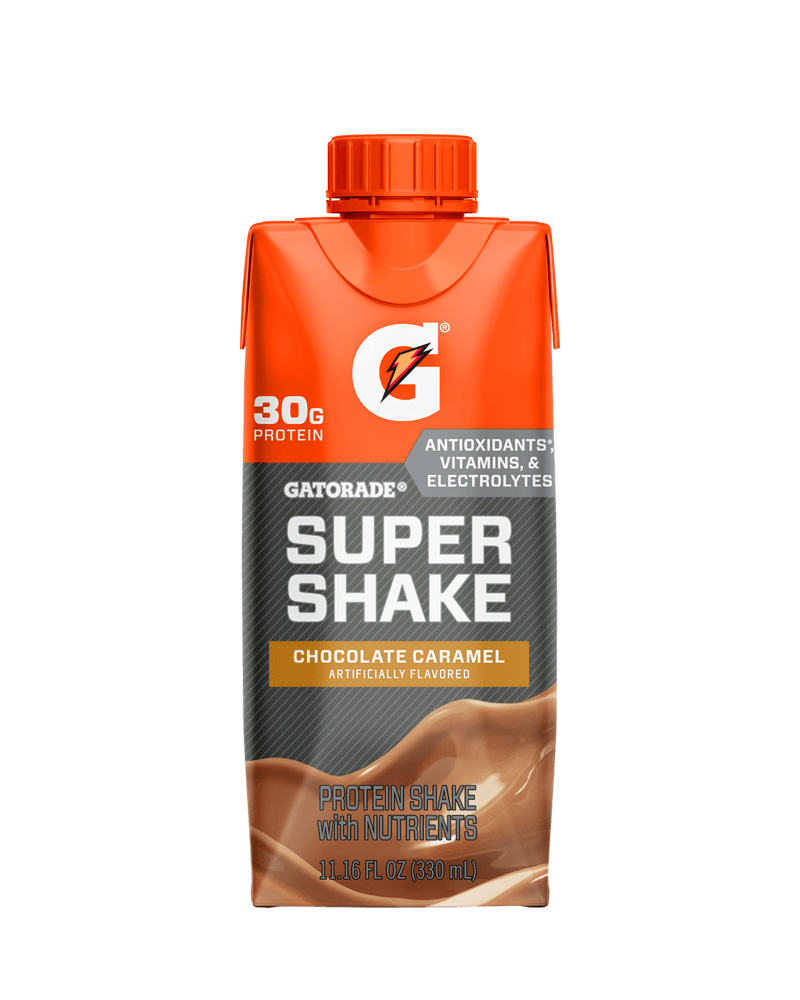 G®
30G
PROTEIN
ANTIOXIDANTS*,
VITAMINS, &
ELECTROLYTES
GATORADE®
SUPER
SHAKE
CHOCOLATE CARAMEL
ARTIFICIALLY FLAVORED
PROTEIN SHAKE
with NUTRIENTS
11.16 FL OZ (330 mL)